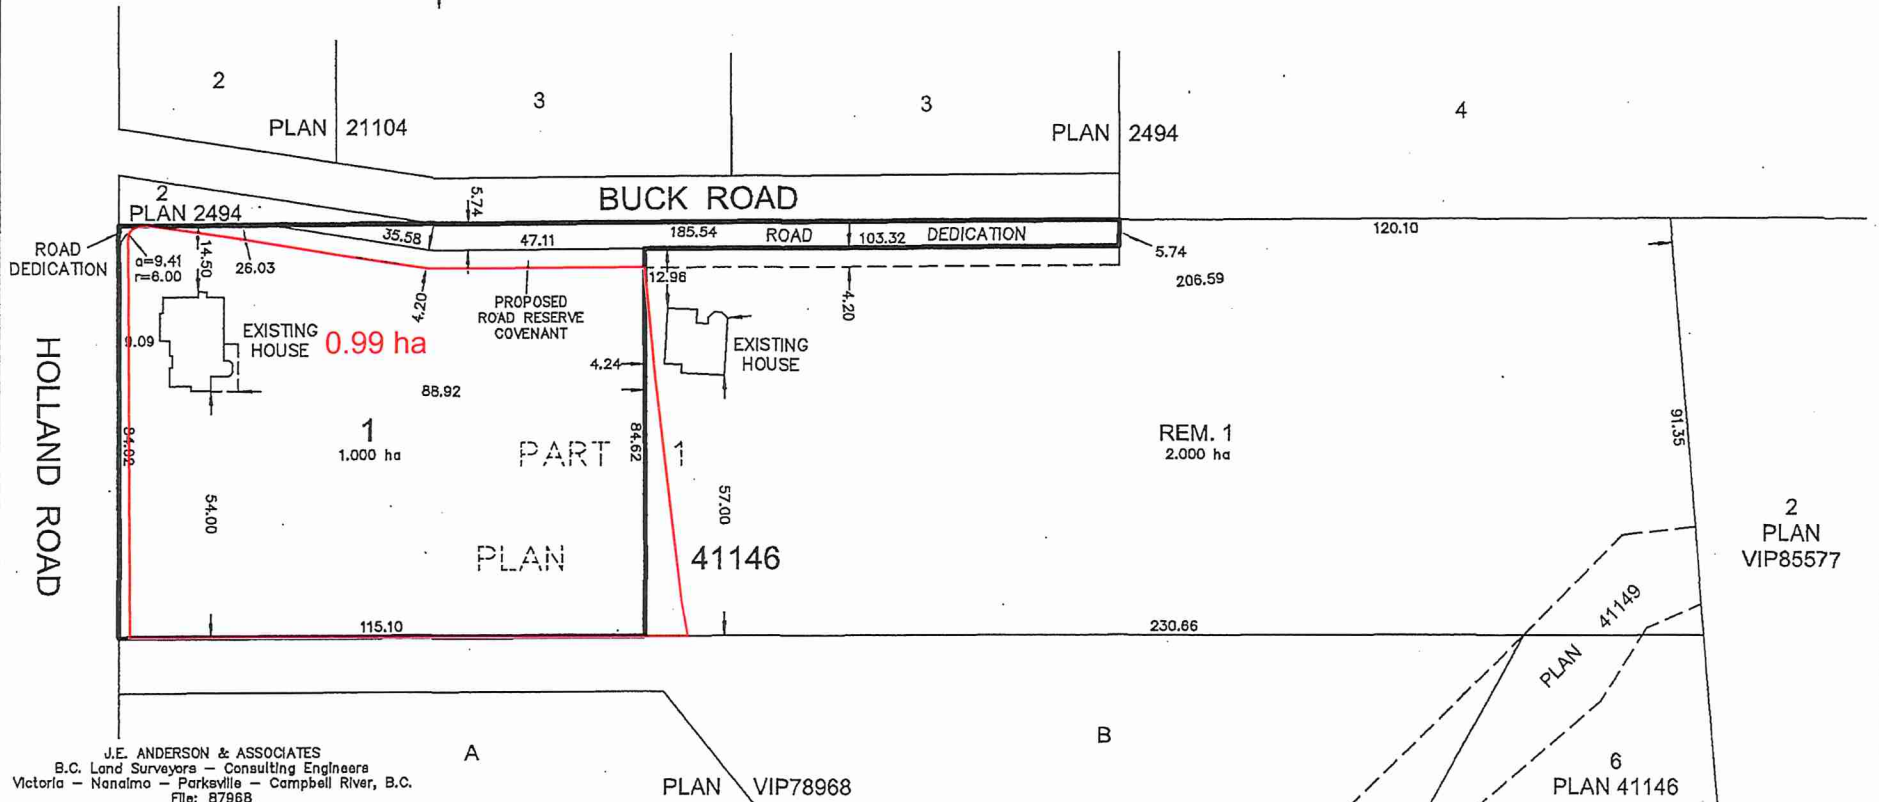 2
3
3
4
PLAN 21104
PLAN 2494
2
PLAN 2494
BUCK ROAD
5.74
ROAD
DEDICATION
a=9.41
r=6.00
14.50
26.03
35.58
47.11
185.54
ROAD
103.32
DEDICATION
5.74
120.10
206.59
4.20
PROPOSED
ROAD RESERVE
COVENANT
12.96
4.20
EXISTING
HOUSE
0.99 ha
EXISTING
HOUSE
4.24
88.92
HOLLAND ROAD
84.62
1
1.000 ha
PART 1
REM. 1
2.000 ha
91.35
54.00
57.00
PLAN 41146
2
PLAN
VIP85577
115.10
230.66
PLAN 41149
A
B
6
PLAN 41146
PLAN VIP78968
J.E. ANDERSON & ASSOCIATES
B.C. Land Surveyors – Consulting Engineers
Victoria – Nanaimo – Parksville – Campbell River, B.C.
File: 87968